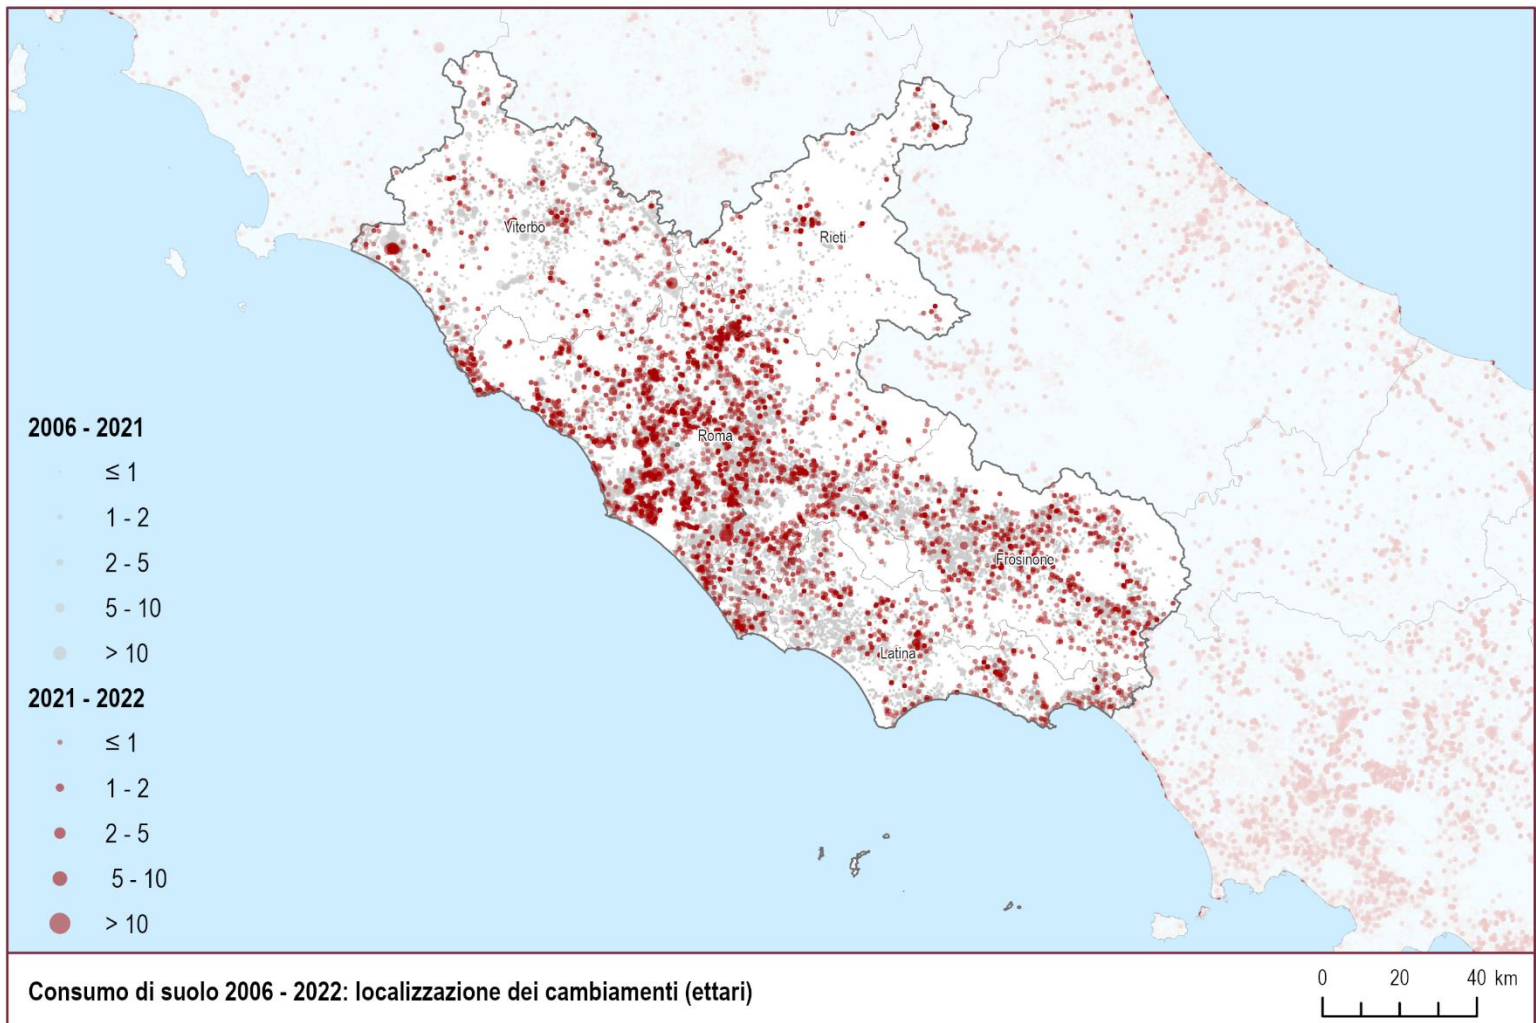 Viterbo
Rieti
Roma
Frosinone
Latina
2006 - 2021
≤ 1
1 - 2
2 - 5
5 - 10
> 10
2021 - 2022
≤ 1
1 - 2
2 - 5
5 - 10
> 10
Consumo di suolo 2006 - 2022: localizzazione dei cambiamenti (ettari)
0 20 40 km